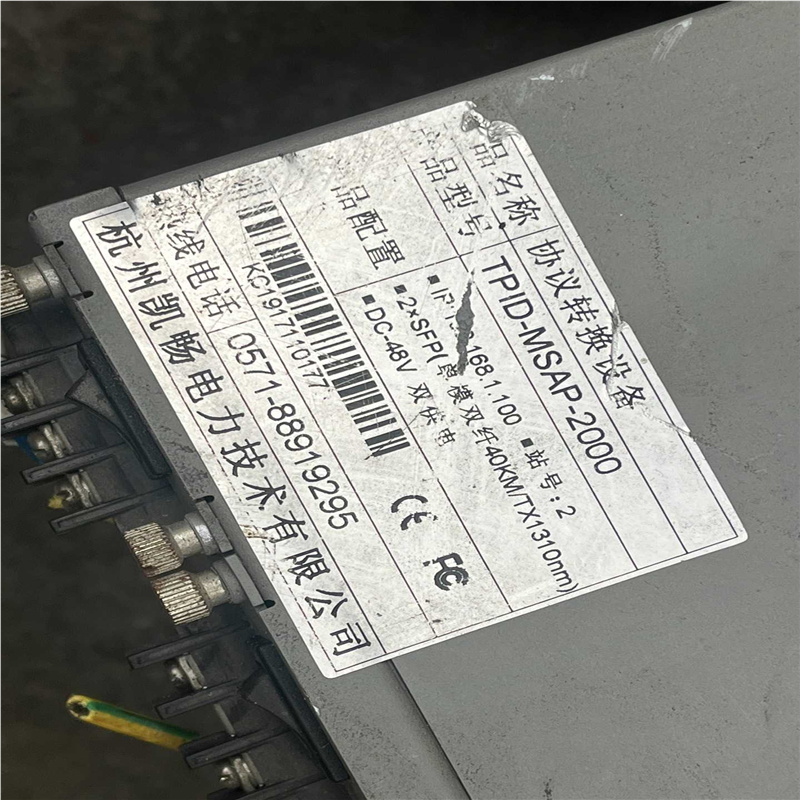 品名称 协议转换设备
品型号 TPID-MSAP-2000
品配置 ▪IP 168.1.100 ▪站号:2
▪2×SFP(单模双纤40KM/TX1310nm)
▪DC-48V 双供电
KC1917110177 CE FC
线电话 0571-88919295
杭州凯畅电力技术有限公司